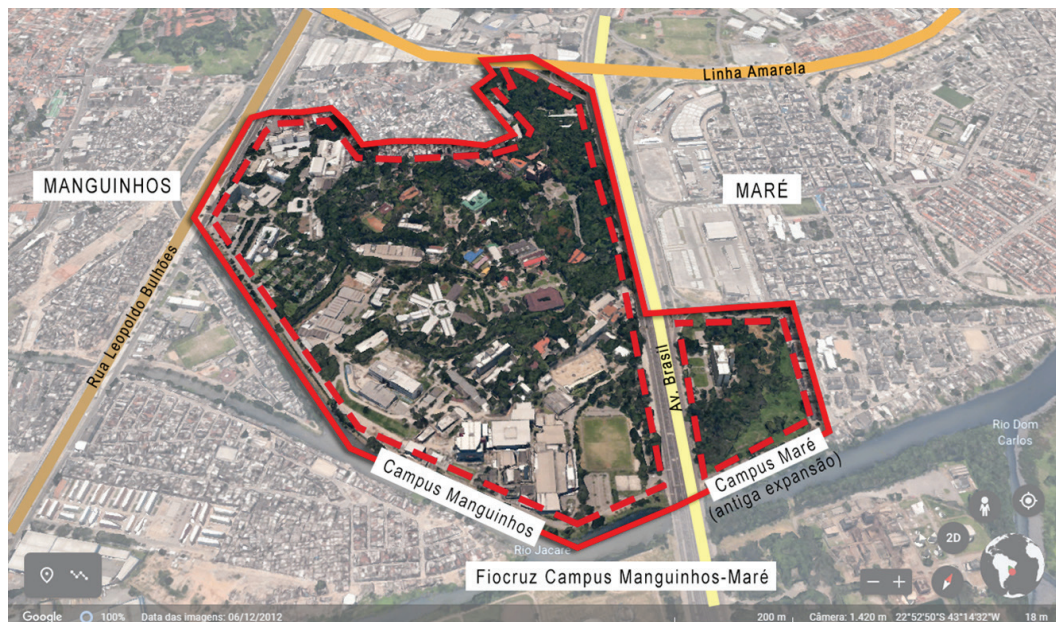 Linha Amarela
MANGUINHOS
MARÉ
Rua Leopoldo Bulhões
Av. Brasil
Campus Manguinhos
Campus Maré
(antiga expansão)
Rio Dom
Carlos
Rio Jacaré
2D
Fiocruz Campus Manguinhos-Maré
Google
100%
Data das imagens: 06/12/2012
200 m
Câmera: 1.420 m
22°52'50"S 43°14'32"W
18 m